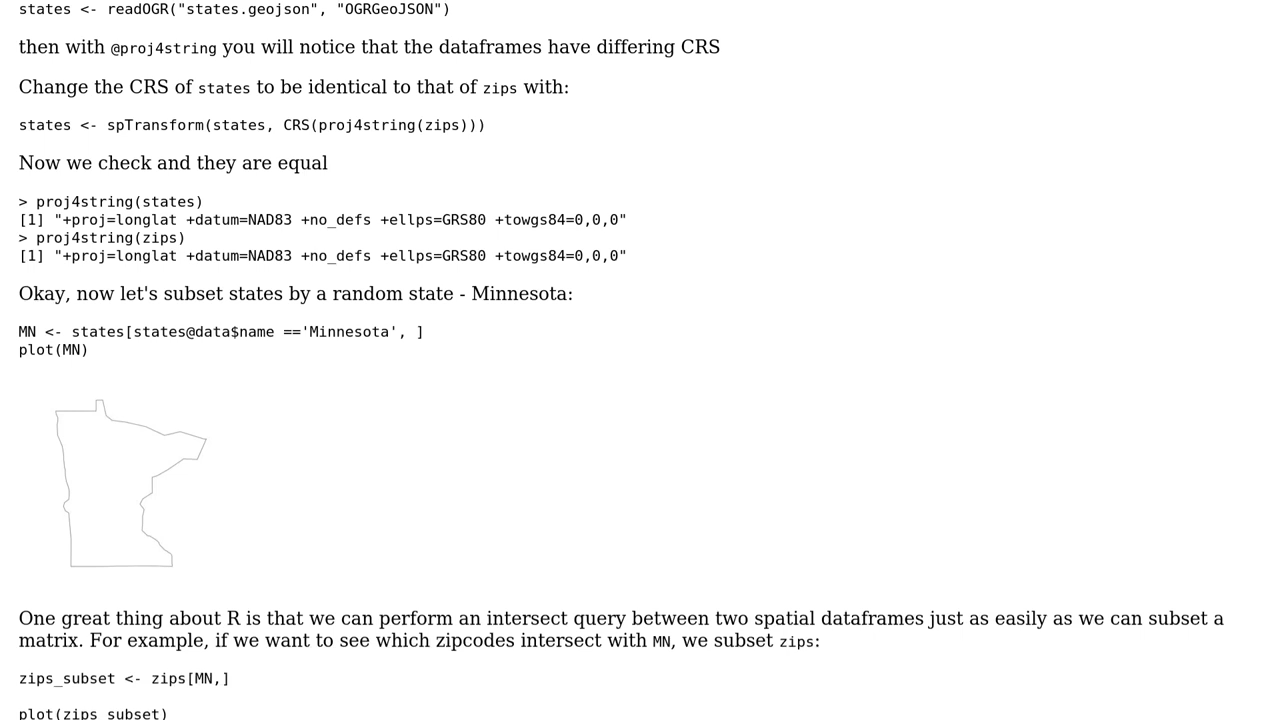 states <- readOGR("states.geojson", "OGRGeoJSON")
then with @proj4string you will notice that the dataframes have differing CRS
Change the CRS of states to be identical to that of zips with:
states <- spTransform(states, CRS(proj4string(zips)))
Now we check and they are equal
> proj4string(states)
[1] "+proj=longlat +datum=NAD83 +no_defs +ellps=GRS80 +towgs84=0,0,0"
> proj4string(zips)
[1] "+proj=longlat +datum=NAD83 +no_defs +ellps=GRS80 +towgs84=0,0,0"
Okay, now let's subset states by a random state - Minnesota:
MN <- states[states@data$name =='Minnesota', ]
plot(MN)
One great thing about R is that we can perform an intersect query between two spatial dataframes just as easily as we can subset a
matrix. For example, if we want to see which zipcodes intersect with MN, we subset zips:
zips_subset <- zips[MN,]
plot(zips_subset)